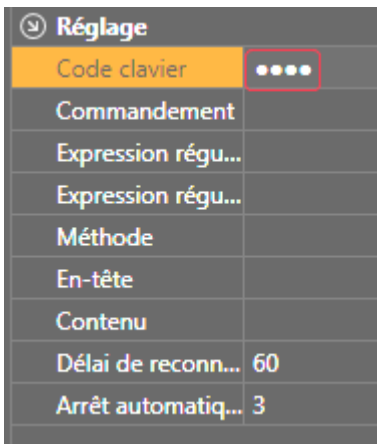 Réglage
Code clavier ●●●●
Commandement
Expression régu...
Expression régu...
Méthode
En-tête
Contenu
Délai de reconn... 60
Arrêt automatiq... 3